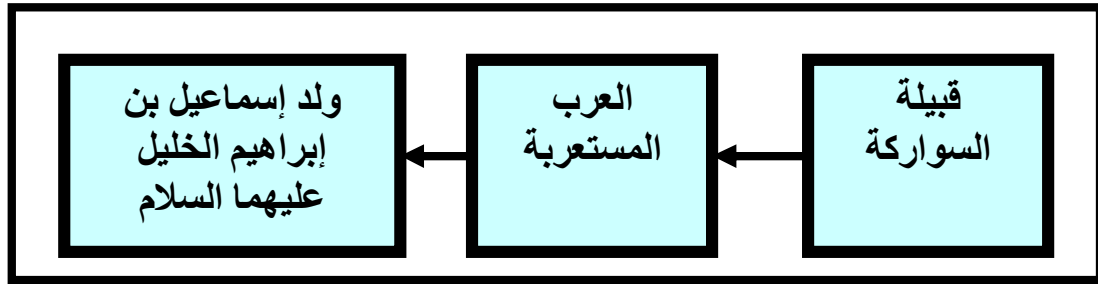 قبيلة
السواركة
العرب
المستعربة
ولد إسماعيل بن
إبراهيم الخليل
عليهما السلام